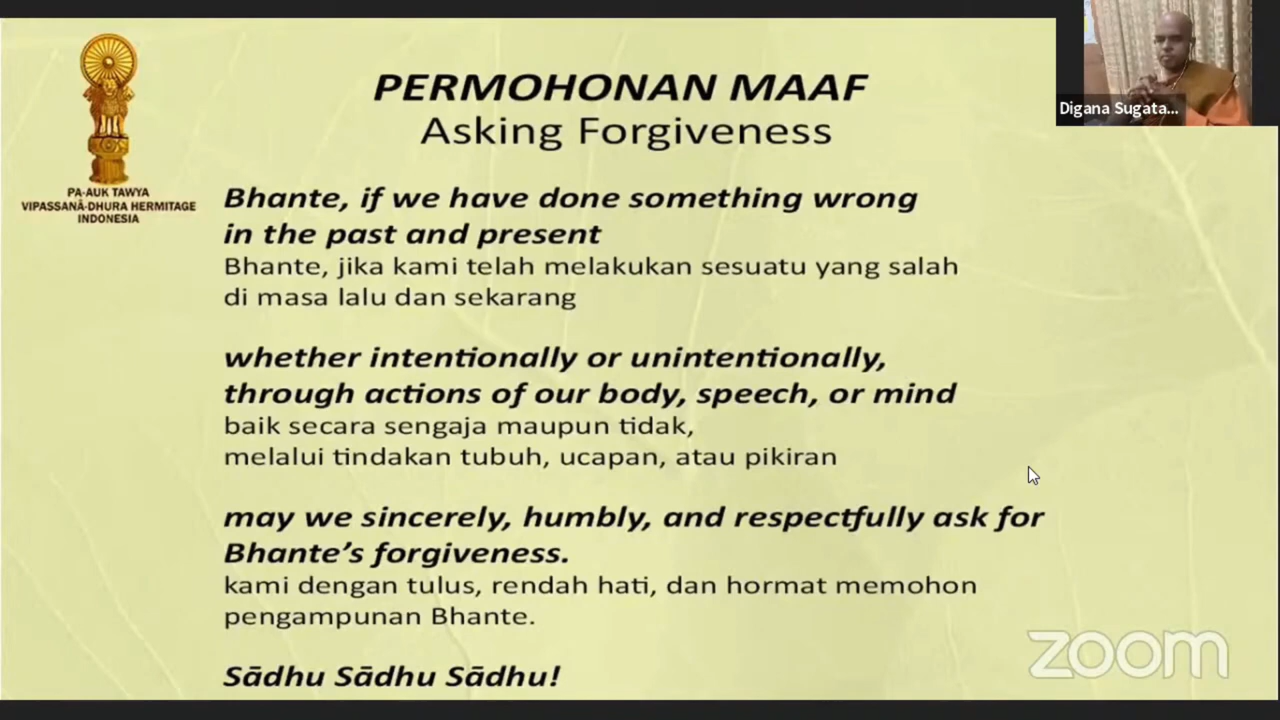 PERMOHONAN MAAF
Asking Forgiveness
PA-AUK TAWYA
VIPASSANĀ-DHURA HERMITAGE
INDONESIA
Digana Sugata...
Bhante, if we have done something wrong
in the past and present
Bhante, jika kami telah melakukan sesuatu yang salah
di masa lalu dan sekarang
whether intentionally or unintentionally,
through actions of our body, speech, or mind
baik secara sengaja maupun tidak,
melalui tindakan tubuh, ucapan, atau pikiran
may we sincerely, humbly, and respectfully ask for
Bhante’s forgiveness.
kami dengan tulus, rendah hati, dan hormat memohon
pengampunan Bhante.
Sādhu Sādhu Sādhu!
zoom